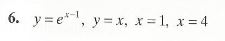 6. y = e^{x-1}, y = x, x = 1, x = 4